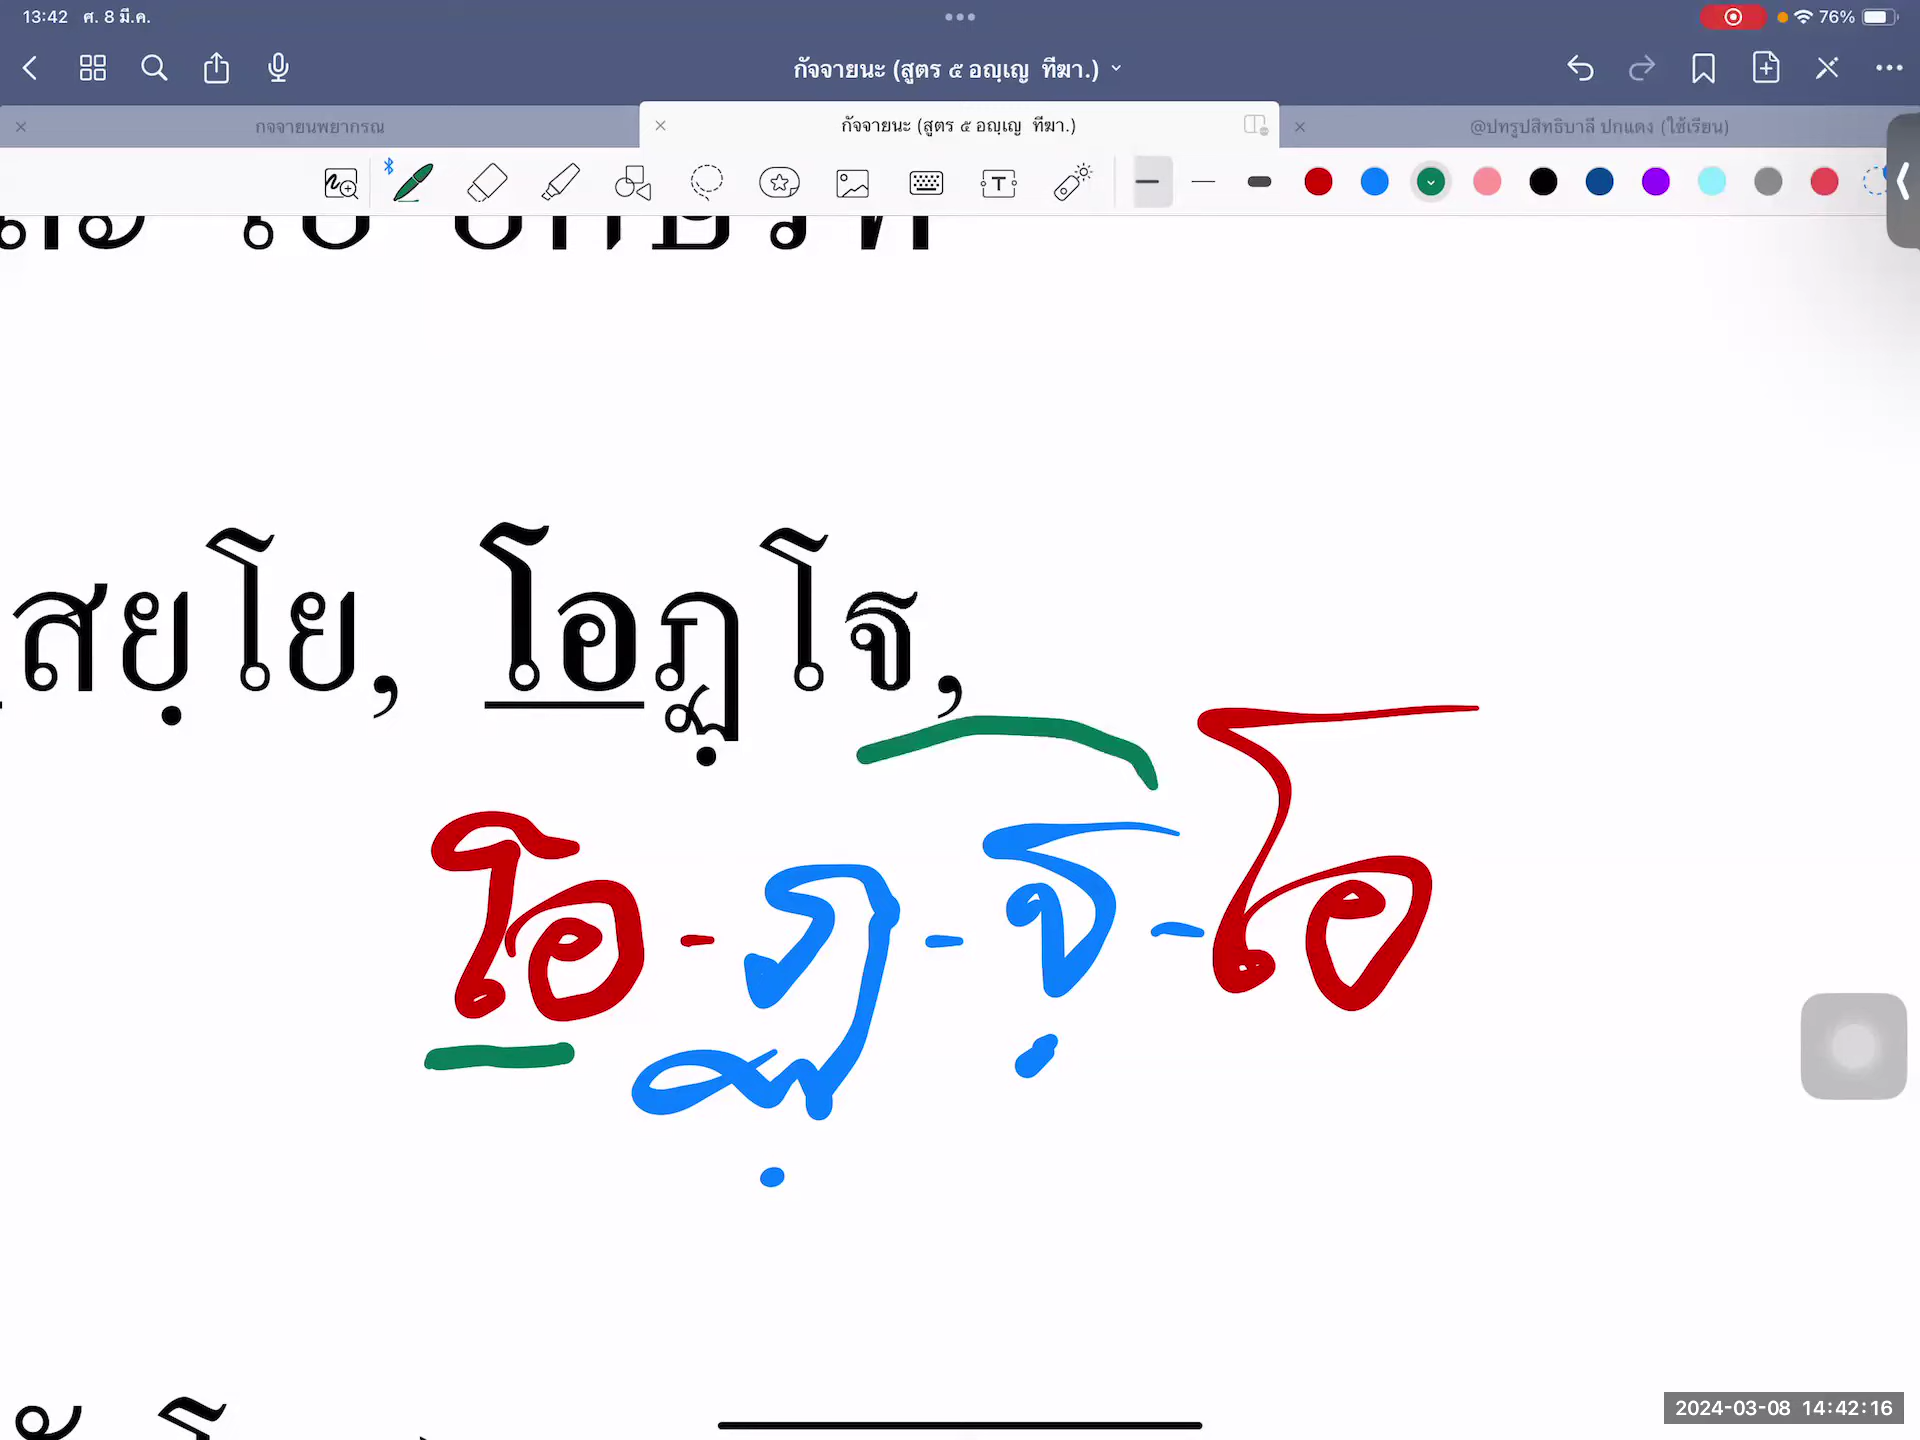 13:42 ศ. 8 มี.ค.
76%
กัจจายนะ (สูตร ๕ อญฺเญ ทีฆา.)
กจจายนพยากรณ
กัจจายนะ (สูตร ๕ อญฺเญ ทีฆา.)
@ปทรูปสิทธิบาลี ปกแดง (ใช้เรียน)
สยฺโย, โอฏฺโฐ,
โอ - ฏฺ - ฐฺ - โอ
2024-03-08 14:42:16